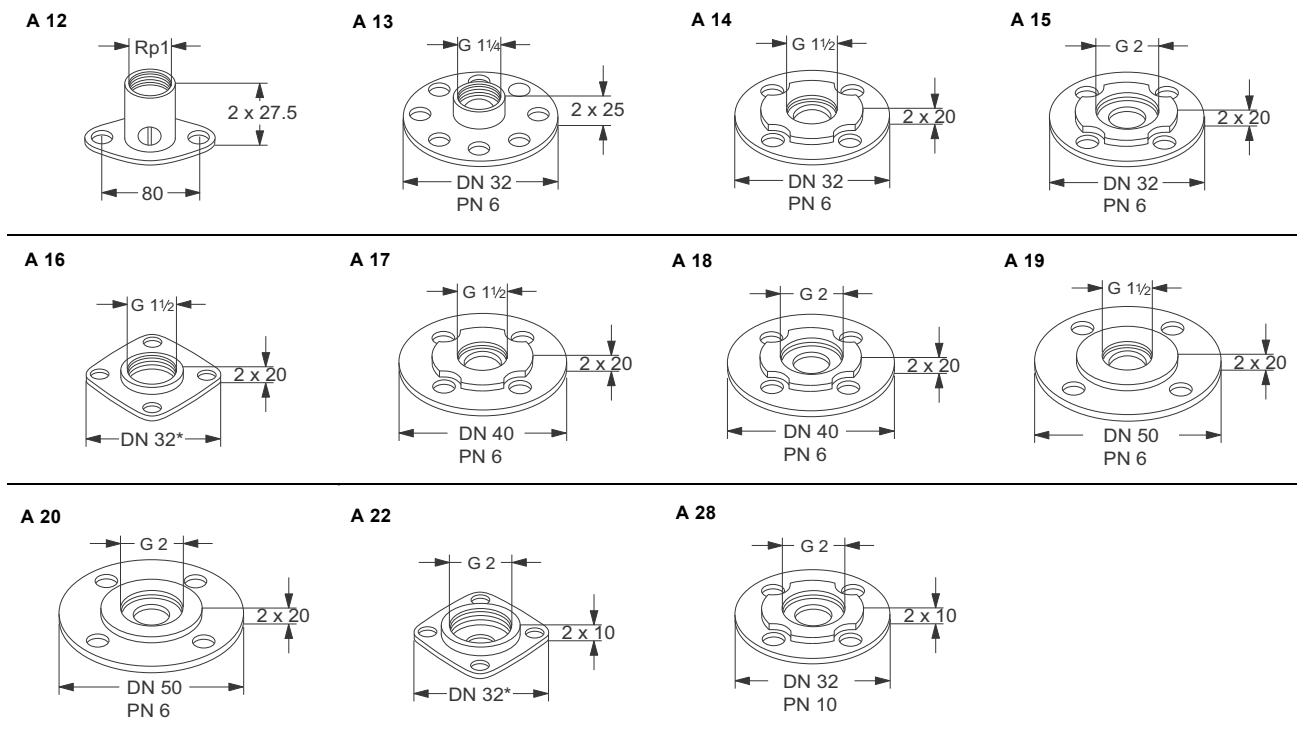 A 12
Rp1
2 x 27.5
80
A 13
G 1¼
2 x 25
DN 32
PN 6
A 14
G 1½
2 x 20
DN 32
PN 6
A 15
G 2
2 x 20
DN 32
PN 6
A 16
G 1½
2 x 20
DN 32*
A 17
G 1½
2 x 20
DN 40
PN 6
A 18
G 2
2 x 20
DN 40
PN 6
A 19
G 1½
2 x 20
DN 50
PN 6
A 20
G 2
2 x 20
DN 50
PN 6
A 22
G 2
2 x 10
DN 32*
A 28
G 2
2 x 10
DN 32
PN 10